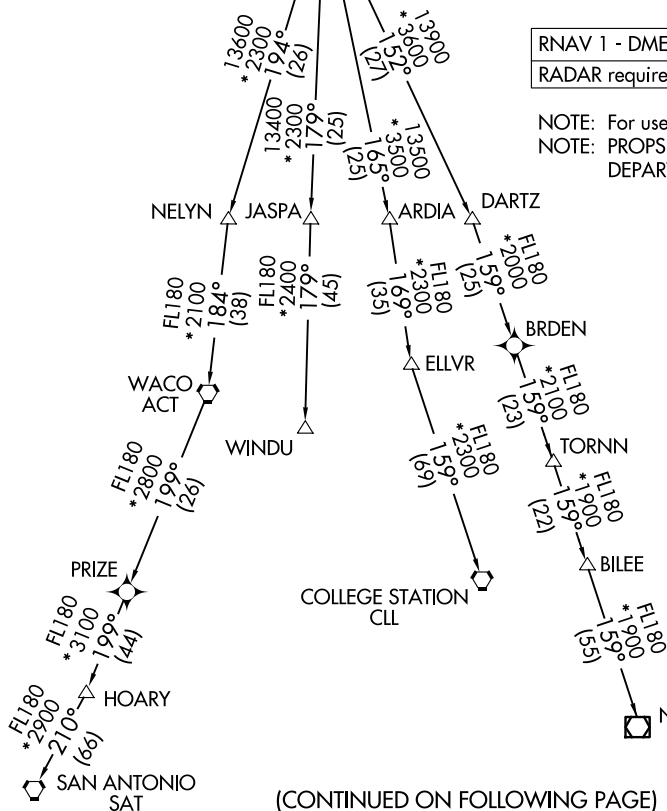 13600
*2300
194°
(26)
13400
*2300
179°
(25)
*3500
13500
165°
(25)
13900
*3600
152°
(27)
RNAV 1 - DME
RADAR require
NOTE: For use
NOTE: PROPS
DEPAR
NELYN
JASPA
ARDIA
DARTZ
FL180
*2100
184°
(38)
FL180
*2400
179°
(45)
FL180
*2300
169°
(35)
FL180
*2000
159°
(25)
BRDEN
WACO
ACT
WINDU
ELLVR
FL180
*2100
159°
(23)
TORNN
FL180
*2800
199°
(26)
FL180
*2300
159°
(69)
FL180
*1900
159°
(22)
BILEE
PRIZE
COLLEGE STATION
CLL
FL180
*3100
199°
(44)
FL180
*1900
159°
(55)
HOARY
FL180
*2900
210°
(66)
N
SAN ANTONIO
SAT
(CONTINUED ON FOLLOWING PAGE)